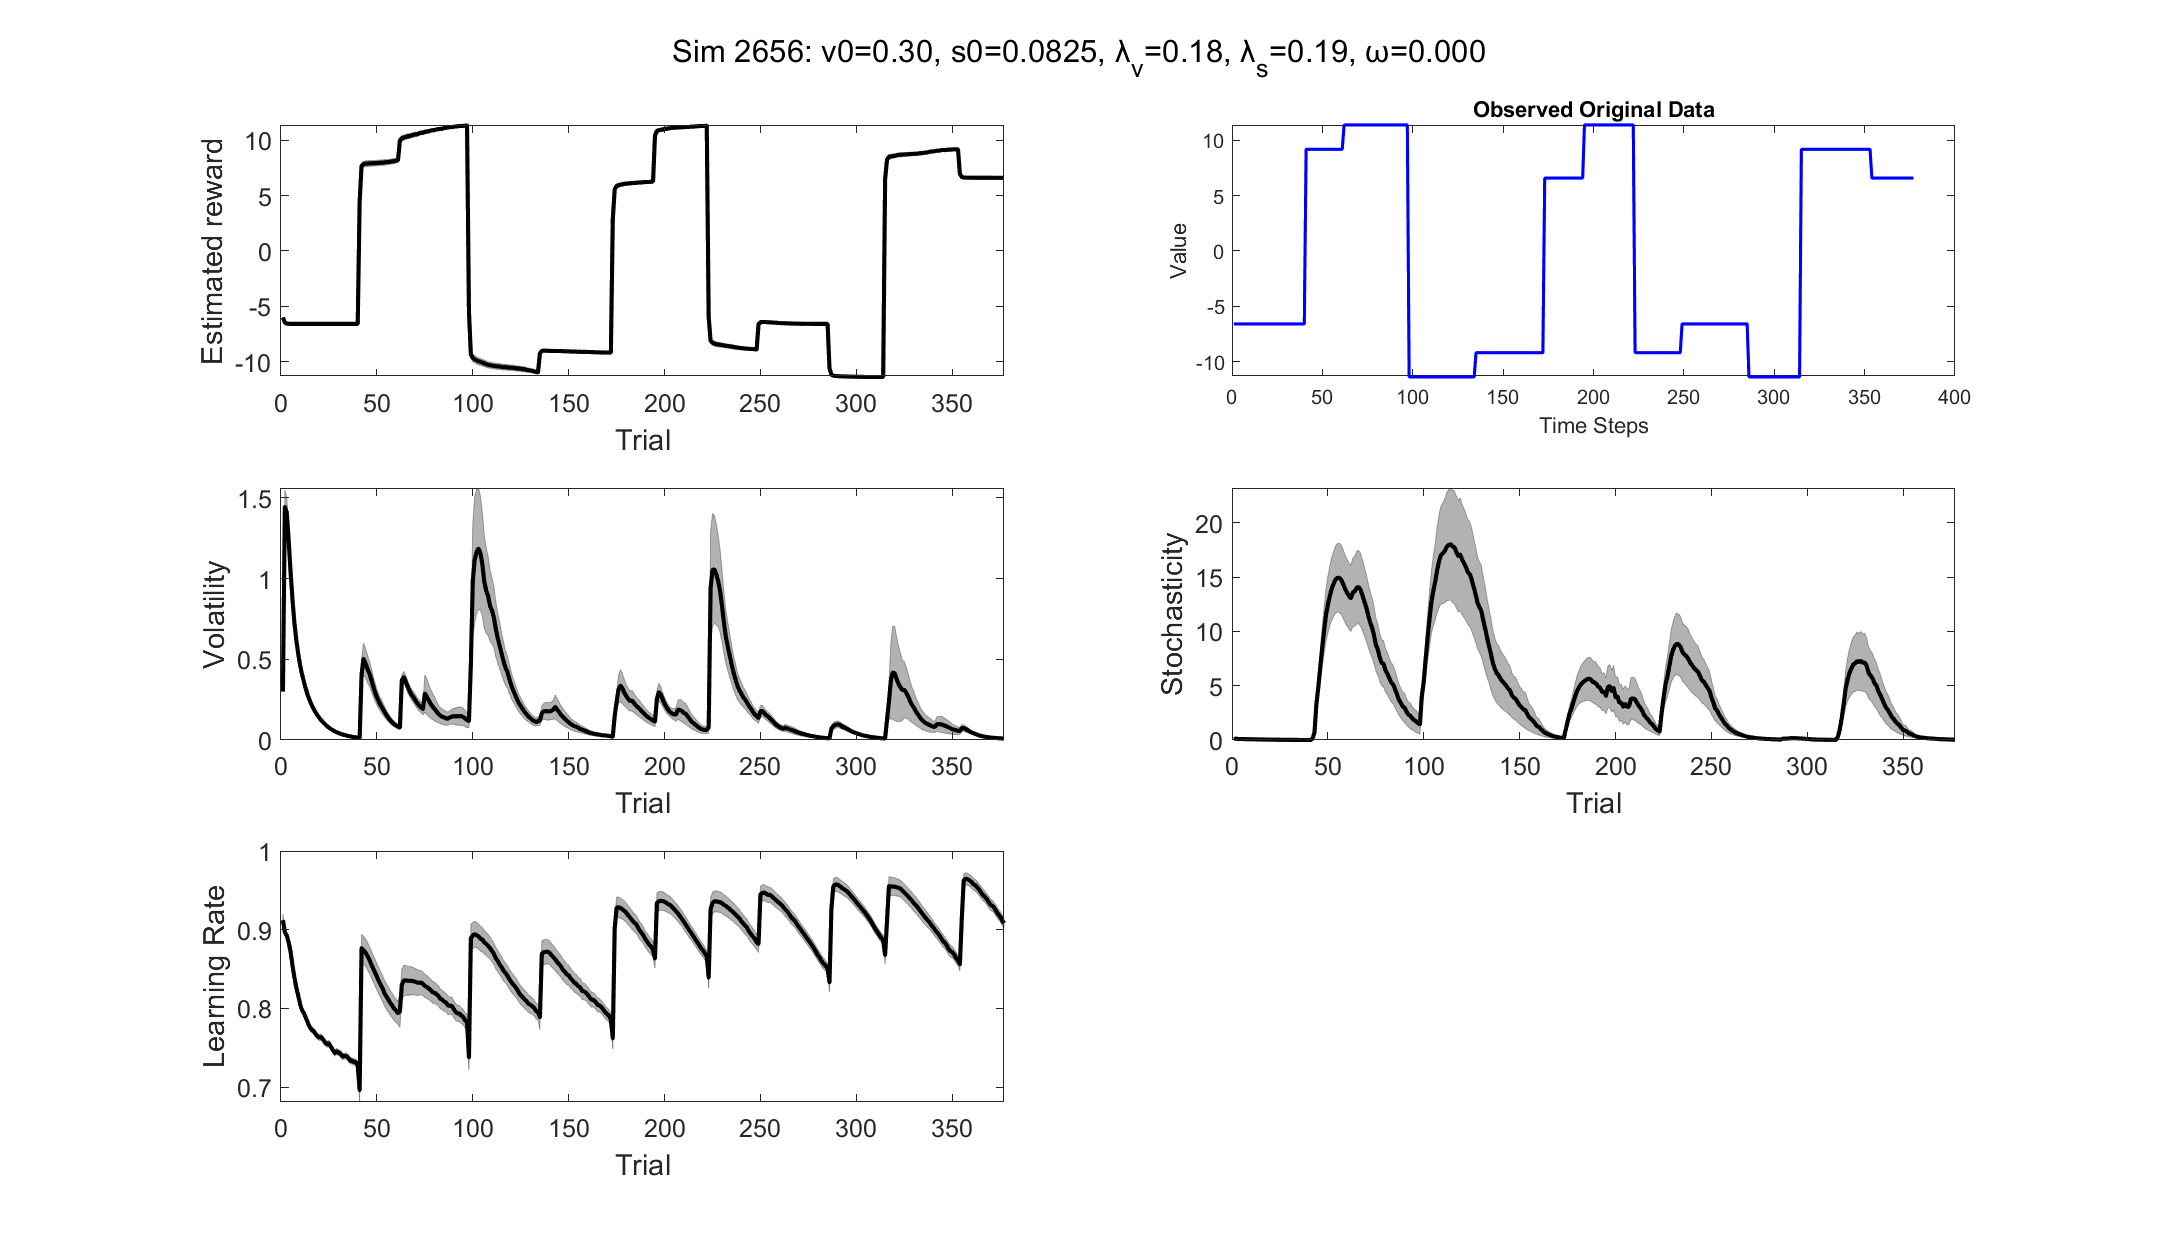 Sim 2656: v0=0.30, s0=0.0825, λv=0.18, λs=0.19, ω=0.000
Estimated reward
10
5
0
-5
-10
0 50 100 150 200 250 300 350
Trial
Observed Original Data
Value
10
5
0
-5
-10
0 50 100 150 200 250 300 350 400
Time Steps
Volatility
1.5
1
0.5
0
0 50 100 150 200 250 300 350
Trial
Stochasticity
20
15
10
5
0
0 50 100 150 200 250 300 350
Trial
Learning Rate
1
0.9
0.8
0.7
0 50 100 150 200 250 300 350
Trial